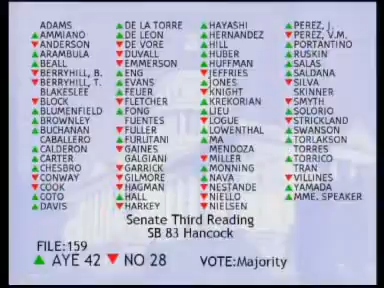 ADAMS
AMMIANO
ANDERSON
ARAMBULA
BEALL
BERRYHILL, B.
BERRYHILL, T.
BLAKESLEE
BLOCK
BLUMENFIELD
BROWNLEY
BUCHANAN
CABALLERO
CALDERON
CARTER
CHESBRO
CONWAY
COOK
COTO
DAVIS
DE LA TORRE
DE LEON
DE VORE
DUVALL
EMMERSON
ENG
EVANS
FEUER
FLETCHER
FONG
FUENTES
FULLER
FURUTANI
GAINES
GALGIANI
GARRICK
GILMORE
HAGMAN
HALL
HARKEY
HAYASHI
HERNANDEZ
HILL
HUBER
HUFFMAN
JEFFRIES
JONES
KNIGHT
KREKORIAN
LIEU
LOGUE
LOWENTHAL
MA
MENDOZA
MILLER
MONNING
NAVA
NESTANDE
NIELLO
NIELSEN
PEREZ, J.
PEREZ, V.M.
PORTANTINO
RUSKIN
SALAS
SALDANA
SILVA
SKINNER
SMYTH
SOLORIO
STRICKLAND
SWANSON
TORLAKSON
TORRES
TORRICO
TRAN
VILLINES
YAMADA
MME. SPEAKER
Senate Third Reading
SB 83 Hancock
FILE:159
▲ AYE 42 ▼ NO 28 VOTE:Majority